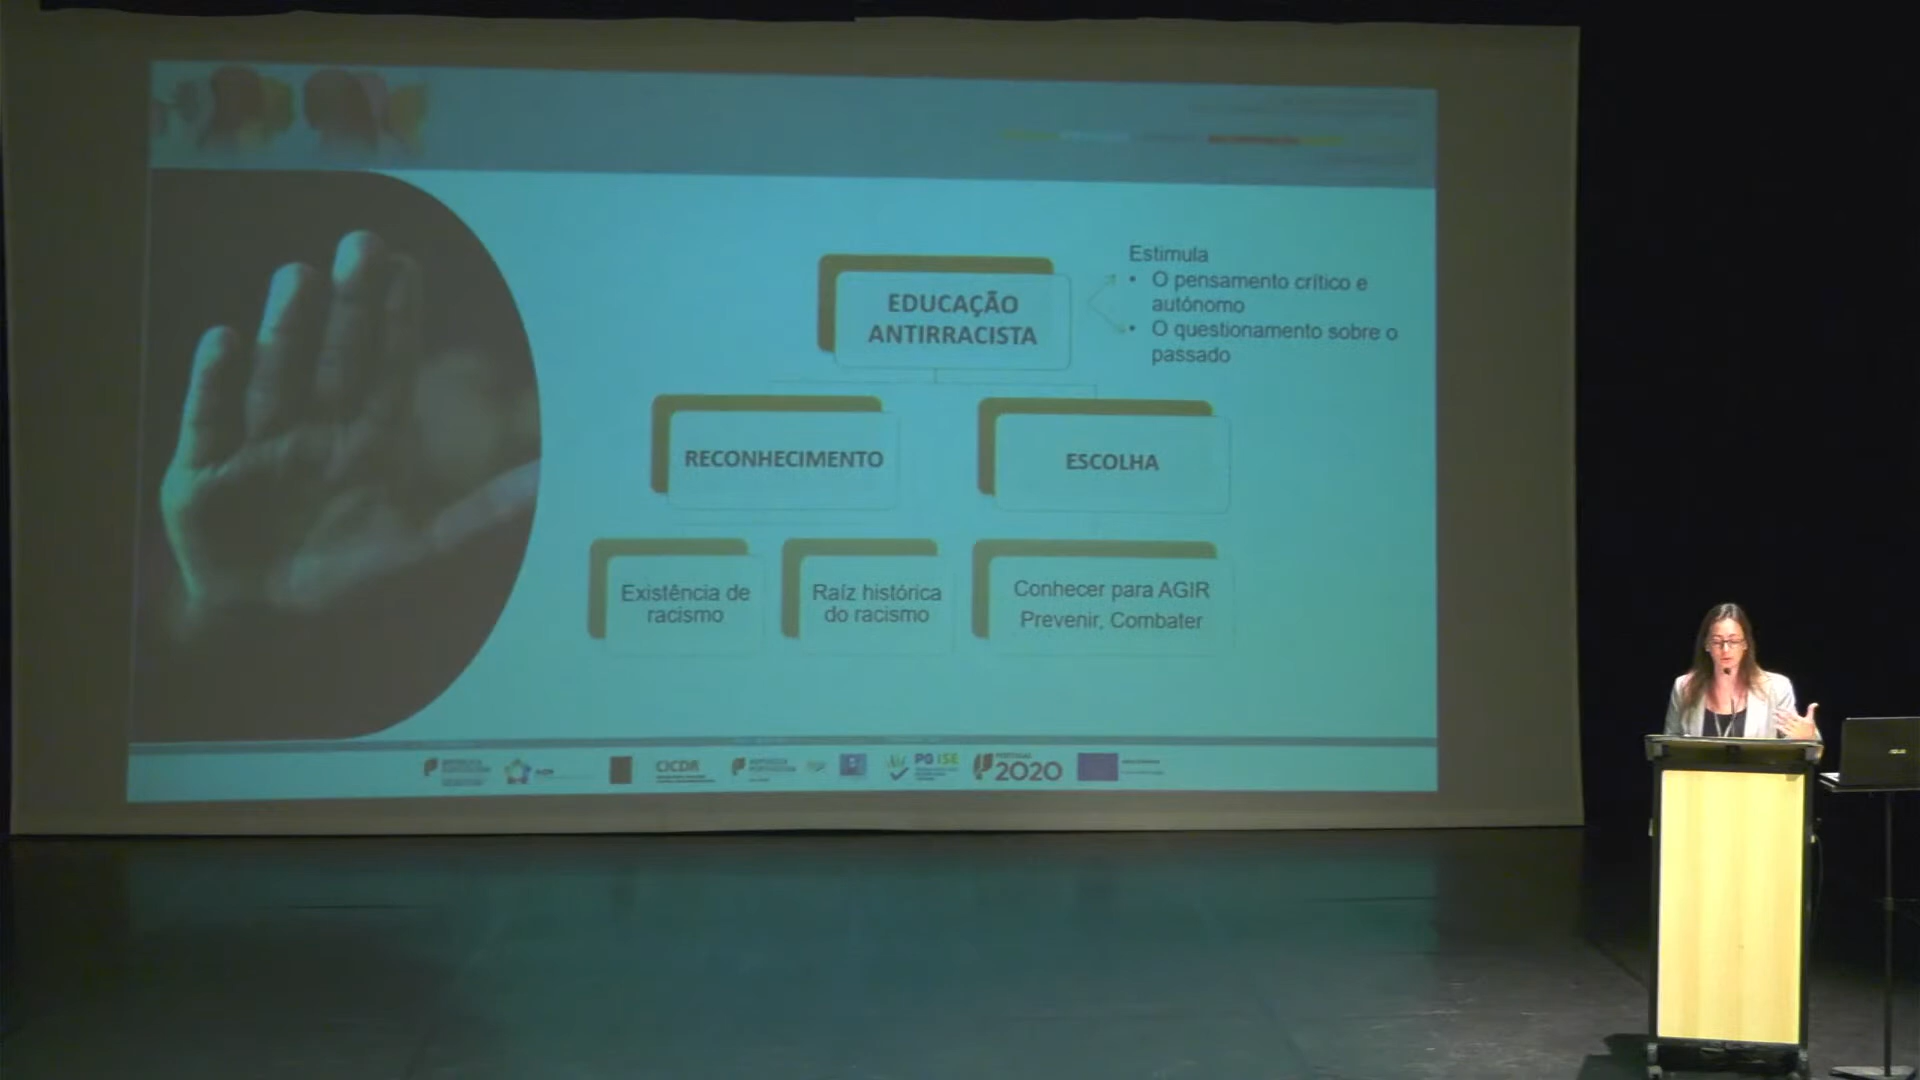 Estimula
• O pensamento crítico e
autónomo
• O questionamento sobre o
passado
EDUCAÇÃO
ANTIRRACISTA
RECONHECIMENTO
ESCOLHA
Existência de
racismo
Raíz histórica
do racismo
Conhecer para AGIR
Prevenir, Combater
CICDR
PG ISE
2020